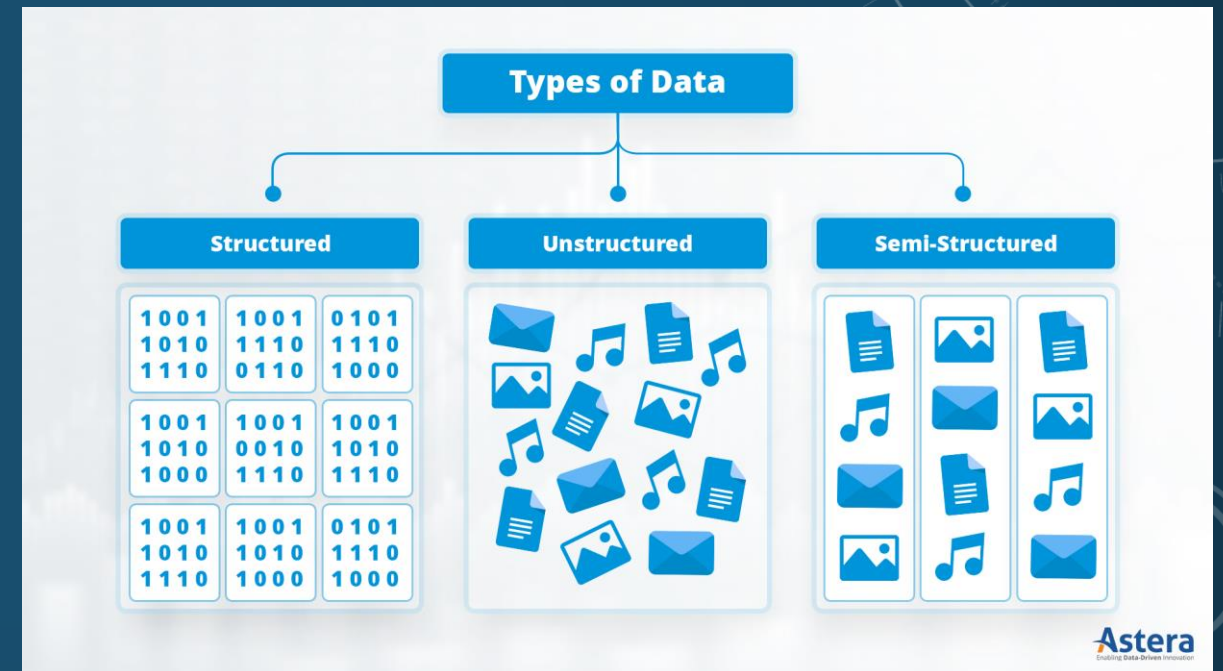 Types of Data
Structured
Unstructured
Semi-Structured
1001 1001 0101
1010 1110 1110
1110 0110 1000
1001 1001 1001
1010 0010 1010
1000 1110 1110
1001 1001 0101
1010 1010 1110
1110 1000 1000
Astera
Enabling Data-Driven Innovation